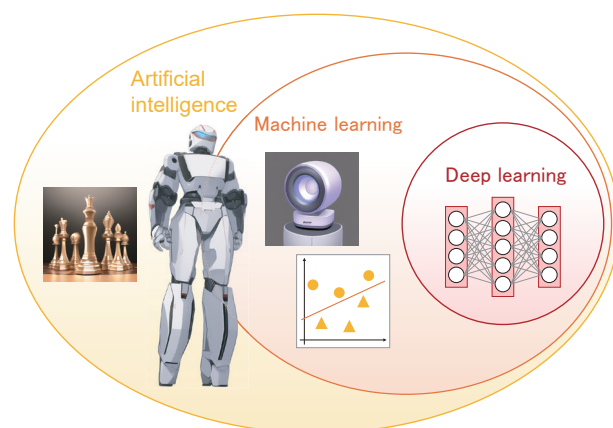 Artificial
intelligence
Machine learning
Deep learning